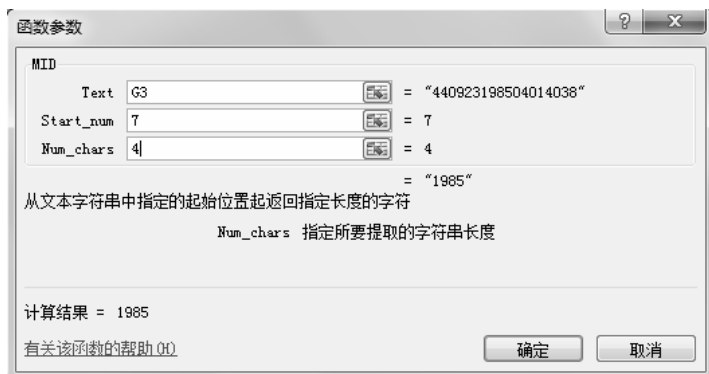 函数参数
MID
Text G3 = "440923198504014038"
Start_num 7 = 7
Num_chars 4 = 4
= "1985"
从文本字符串中指定的起始位置起返回指定长度的字符
Num_chars 指定所要提取的字符串长度
计算结果 = 1985
有关该函数的帮助(H)
确定 取消